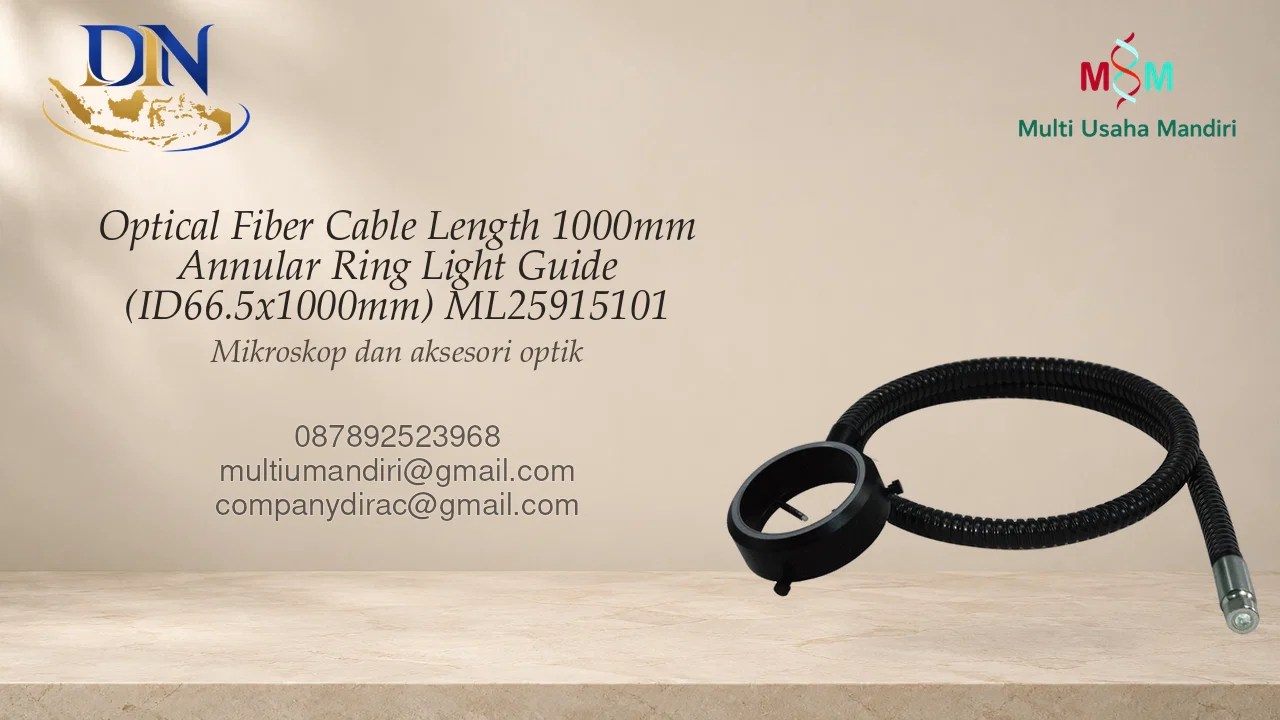 DIN
M M
Multi Usaha Mandiri
Optical Fiber Cable Length 1000mm
Annular Ring Light Guide
(ID66.5x1000mm) ML25915101
Mikroskop dan aksesori optik
087892523968
multiumandiri@gmail.com
companydirac@gmail.com